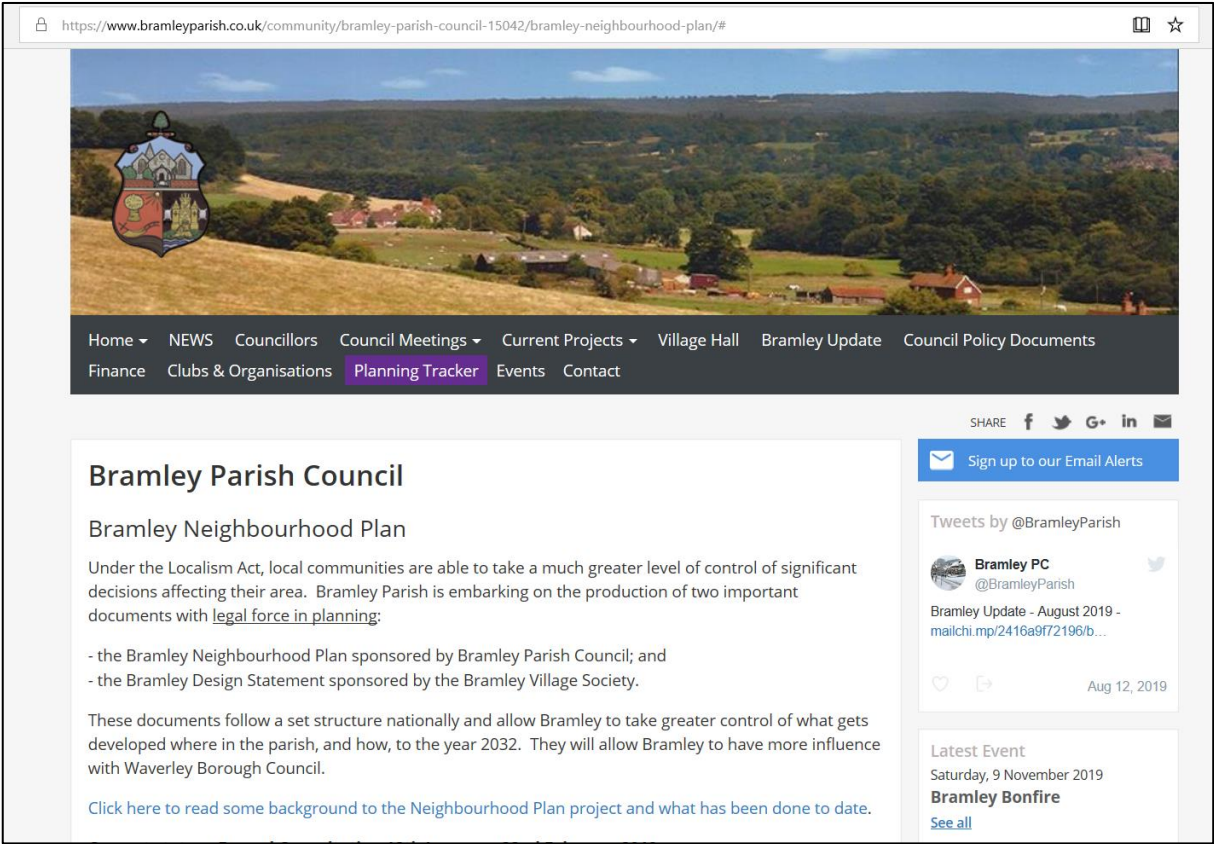 https://www.bramleyparish.co.uk/community/bramley-parish-council-15042/bramley-neighbourhood-plan/#
Home NEWS Councillors Council Meetings Current Projects Village Hall Bramley Update Council Policy Documents
Finance Clubs & Organisations Planning Tracker Events Contact
SHARE
Sign up to our Email Alerts
Bramley Parish Council
Bramley Neighbourhood Plan
Under the Localism Act, local communities are able to take a much greater level of control of significant
decisions affecting their area. Bramley Parish is embarking on the production of two important
documents with legal force in planning:
- the Bramley Neighbourhood Plan sponsored by Bramley Parish Council; and
- the Bramley Design Statement sponsored by the Bramley Village Society.
These documents follow a set structure nationally and allow Bramley to take greater control of what gets
developed where in the parish, and how, to the year 2032. They will allow Bramley to have more influence
with Waverley Borough Council.
Click here to read some background to the Neighbourhood Plan project and what has been done to date.
Tweets by @BramleyParish
Bramley PC
@BramleyParish
Bramley Update - August 2019 -
mailchi.mp/2416a9f72196/b…
Aug 12, 2019
Latest Event
Saturday, 9 November 2019
Bramley Bonfire
See all